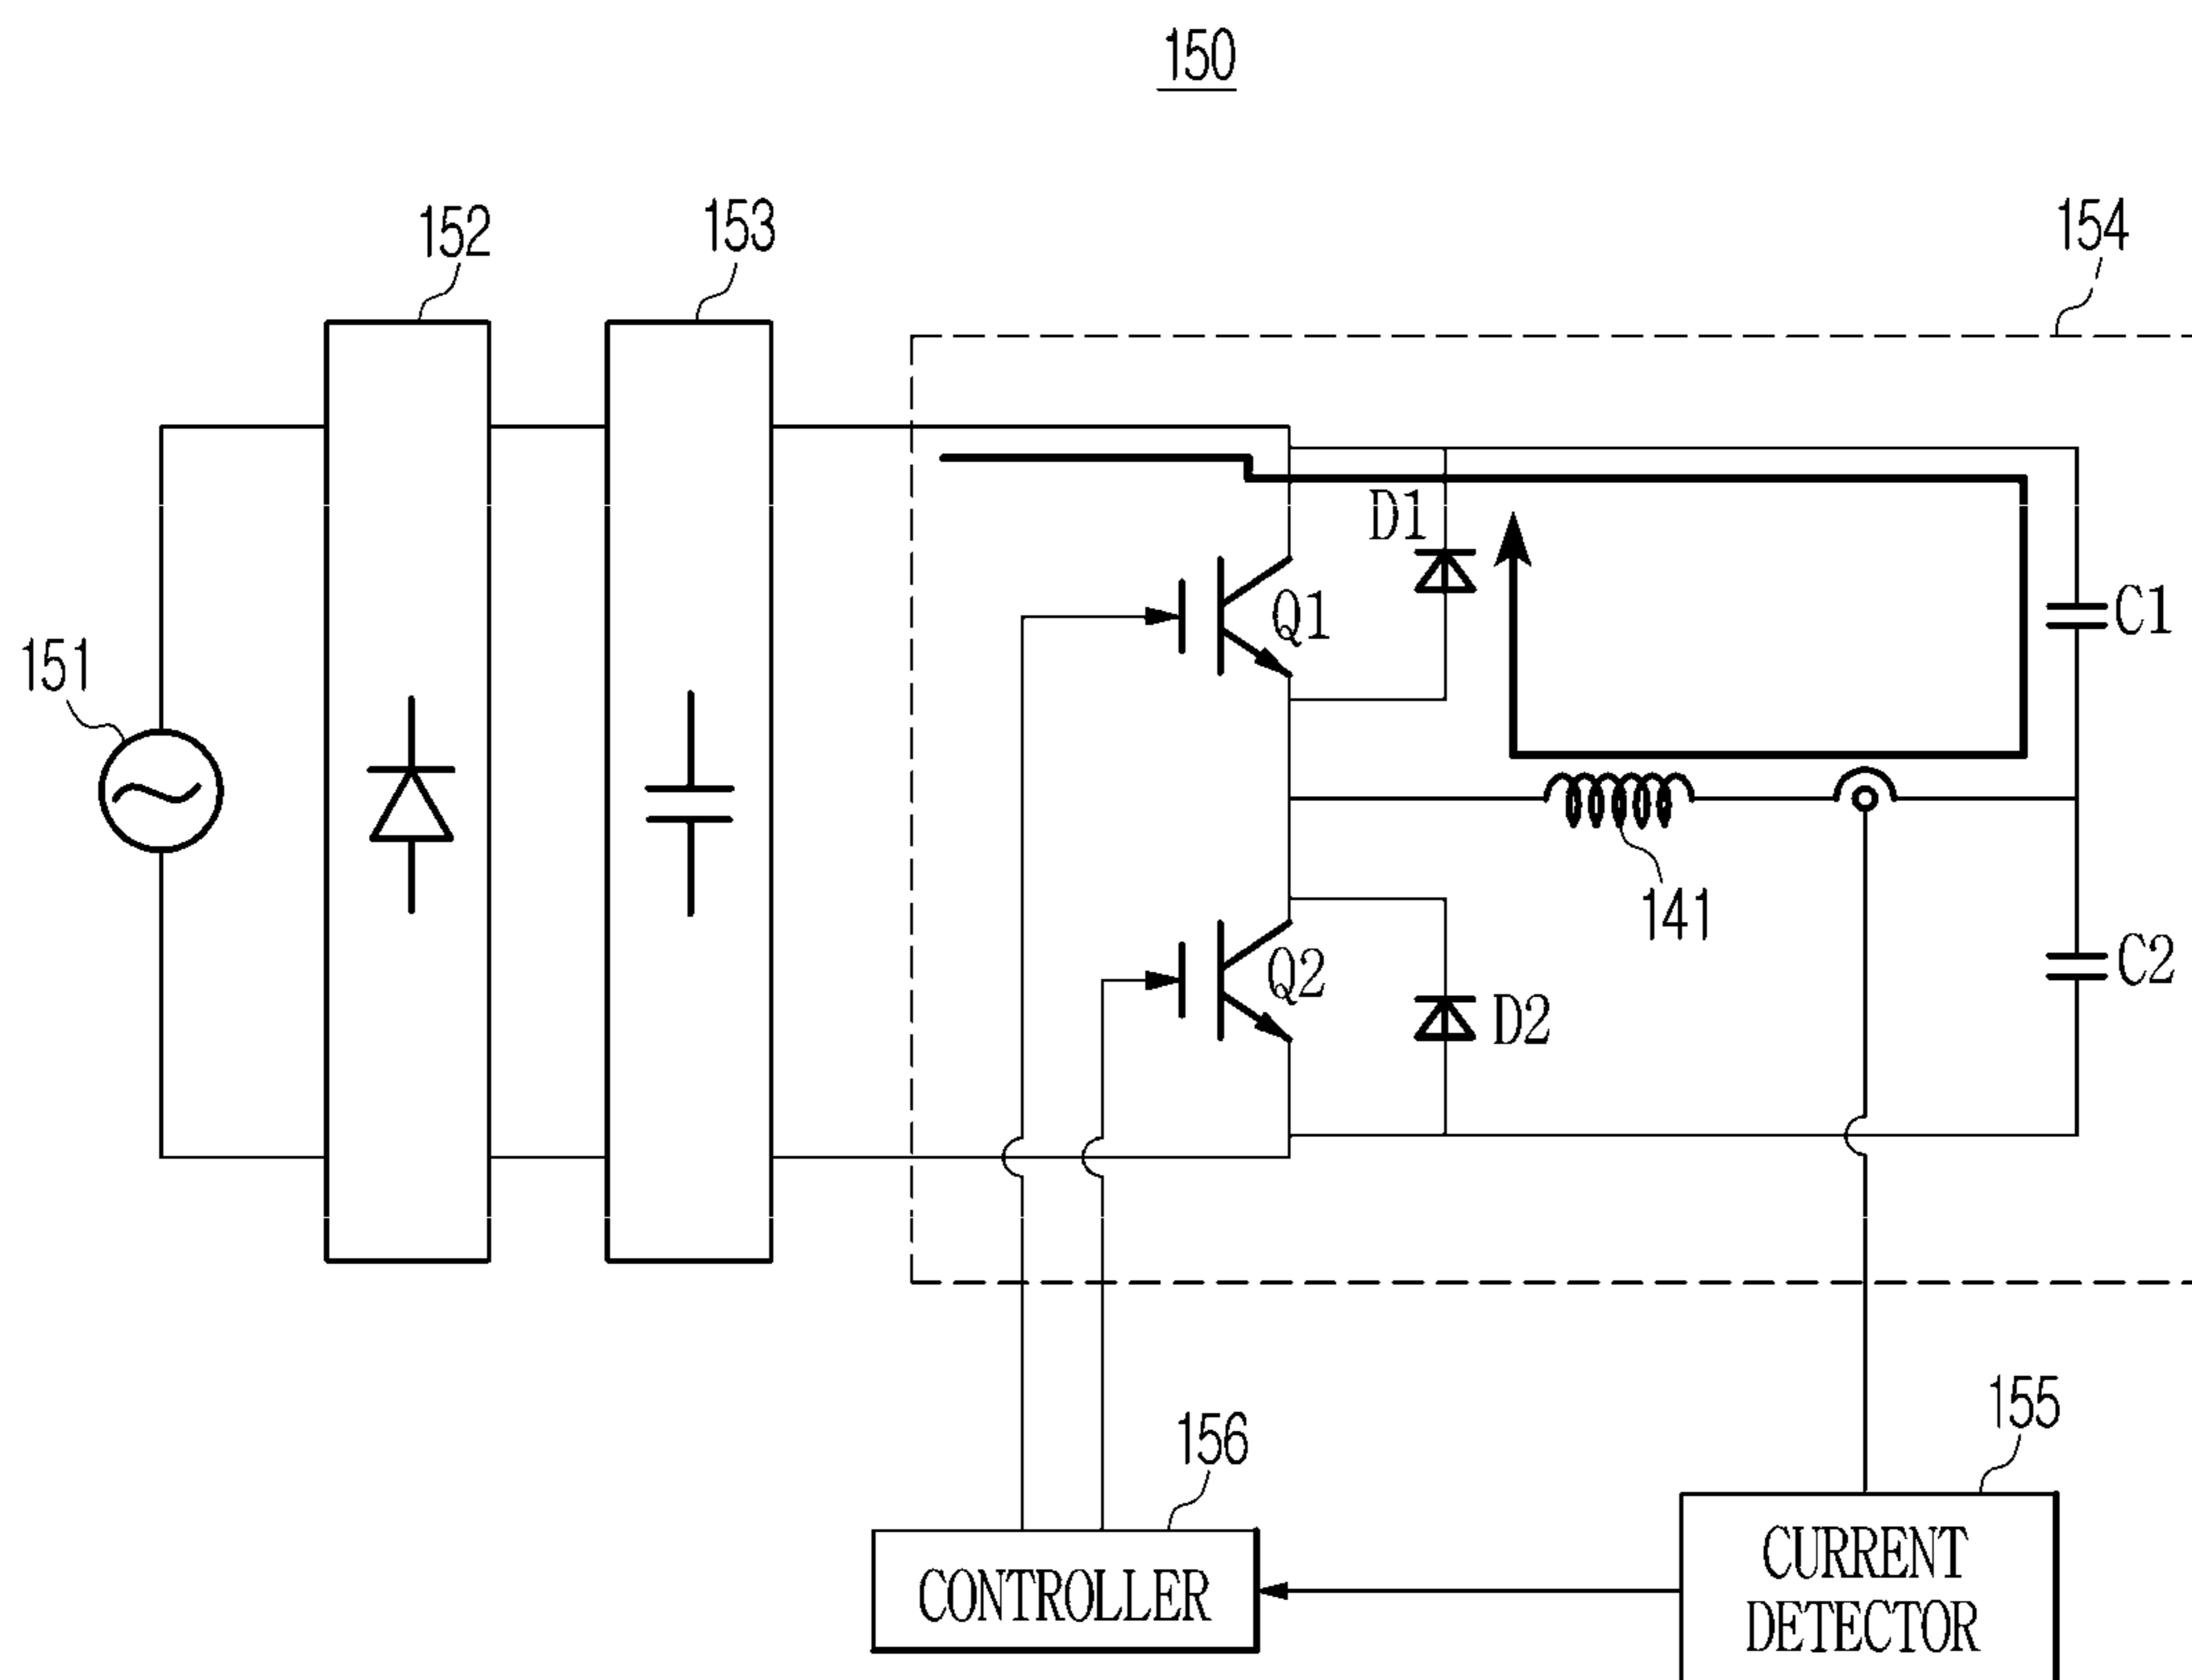 150
152
153
154
D1
Q1
C1
151
141
Q2
D2
C2
156
155
CONTROLLER
CURRENT
DETECTOR